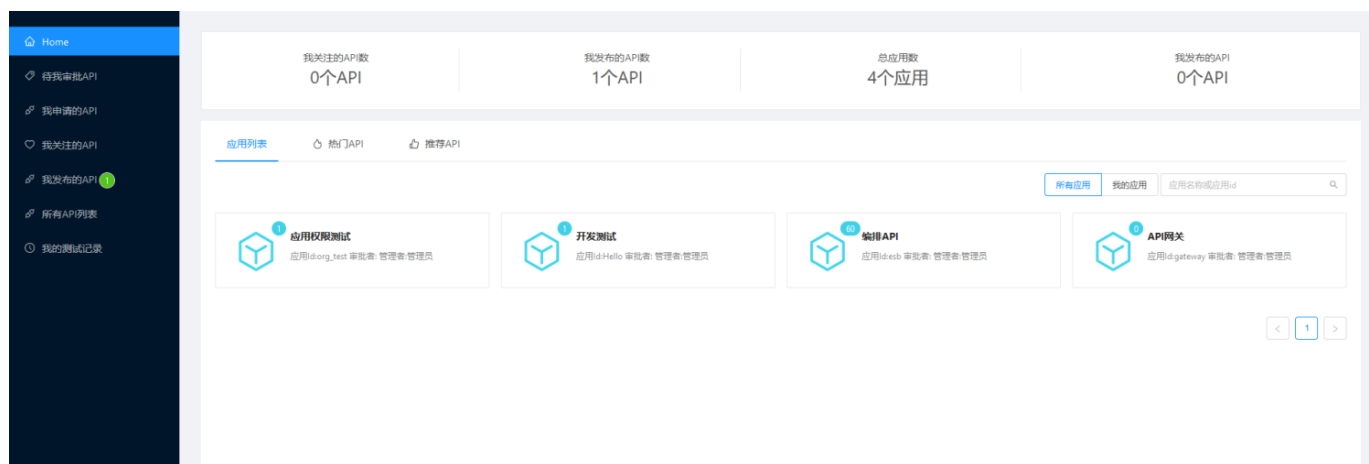 Home
待我审批API
我申请的API
我关注的API
我发布的API 1
所有API列表
我的测试记录
我关注的API数
0个API
我发布的API数
1个API
总应用数
4个应用
我发布的API
0个API
应用列表 热门API 推荐API
所有应用 我的应用 应用名称或应用id
1
应用权限测试
应用Id:org_test 审批者: 管理者:管理员
1
开发测试
应用Id:Hello 审批者: 管理者:管理员
60
编排API
应用Id:esb 审批者: 管理者:管理员
0
API网关
应用Id:gateway 审批者: 管理者:管理员
< 1 >